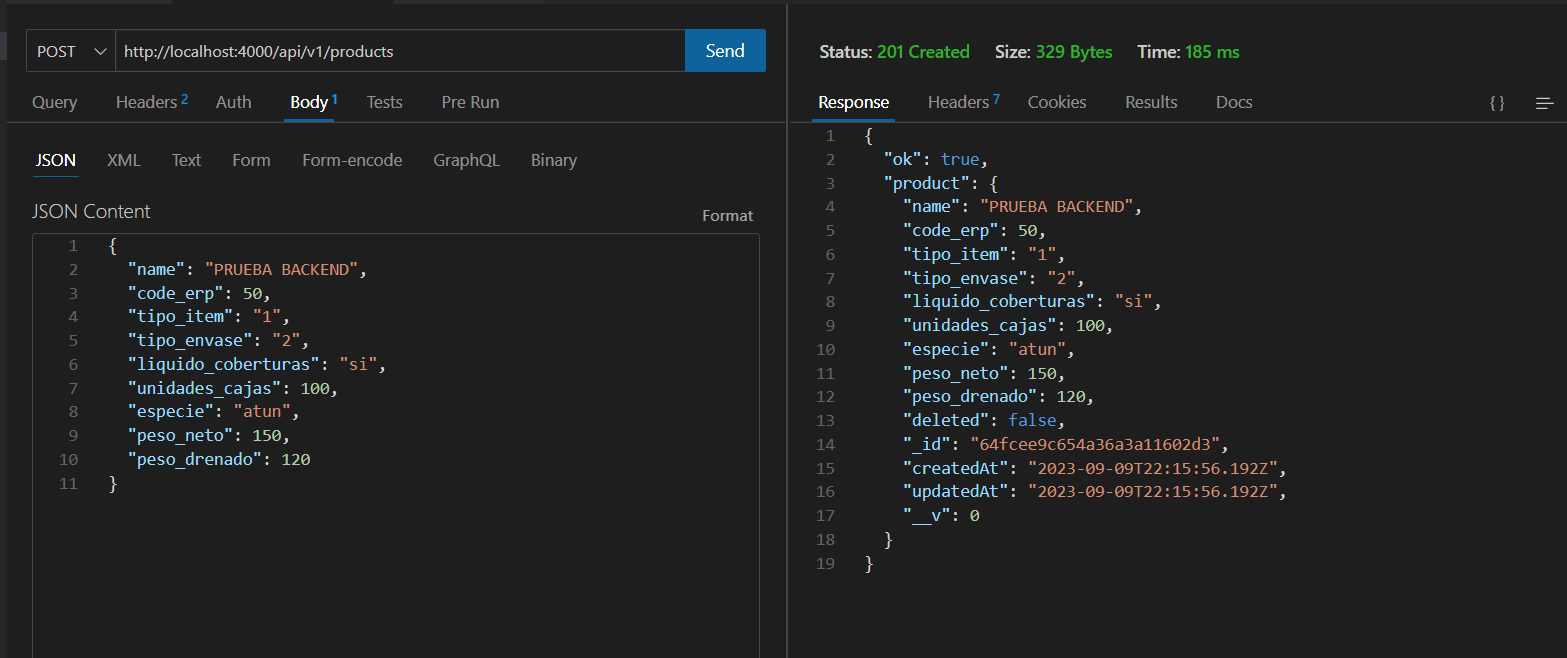 POST http://localhost:4000/api/v1/products Send
Query Headers 2 Auth Body 1 Tests Pre Run
JSON XML Text Form Form-encode GraphQL Binary
JSON Content Format
1 {
2 "name": "PRUEBA BACKEND",
3 "code_erp": 50,
4 "tipo_item": "1",
5 "tipo_envase": "2",
6 "liquido_coberturas": "si",
7 "unidades_cajas": 100,
8 "especie": "atun",
9 "peso_neto": 150,
10 "peso_drenado": 120
11 }
Status: 201 Created Size: 329 Bytes Time: 185 ms
Response Headers 7 Cookies Results Docs {}
1 {
2 "ok": true,
3 "product": {
4 "name": "PRUEBA BACKEND",
5 "code_erp": 50,
6 "tipo_item": "1",
7 "tipo_envase": "2",
8 "liquido_coberturas": "si",
9 "unidades_cajas": 100,
10 "especie": "atun",
11 "peso_neto": 150,
12 "peso_drenado": 120,
13 "deleted": false,
14 "_id": "64fcee9c654a36a3a11602d3",
15 "createdAt": "2023-09-09T22:15:56.192Z",
16 "updatedAt": "2023-09-09T22:15:56.192Z",
17 "__v": 0
18 }
19 }